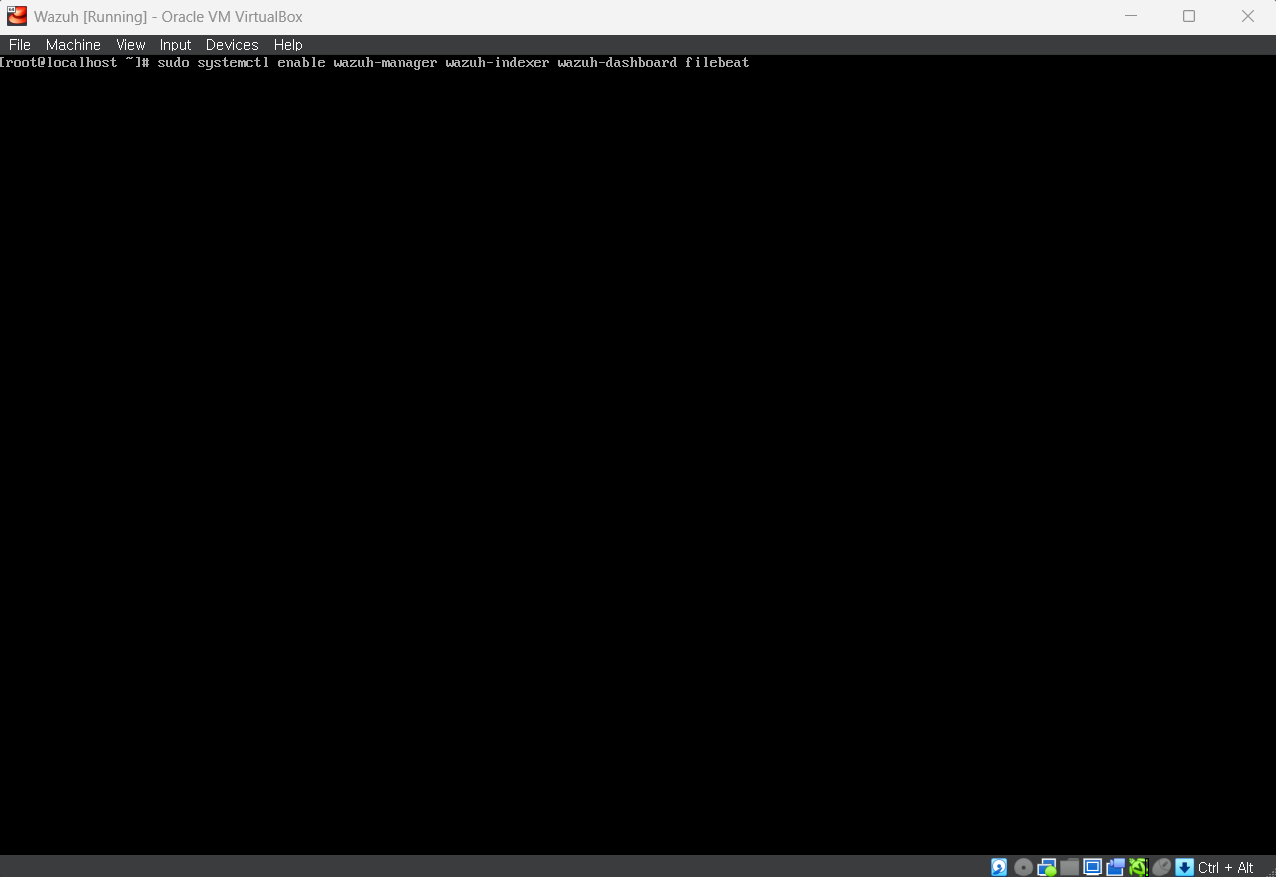 Wazuh [Running] - Oracle VM VirtualBox
File Machine View Input Devices Help
[root@localhost ~]# sudo systemctl enable wazuh-manager wazuh-indexer wazuh-dashboard filebeat
Ctrl + Alt